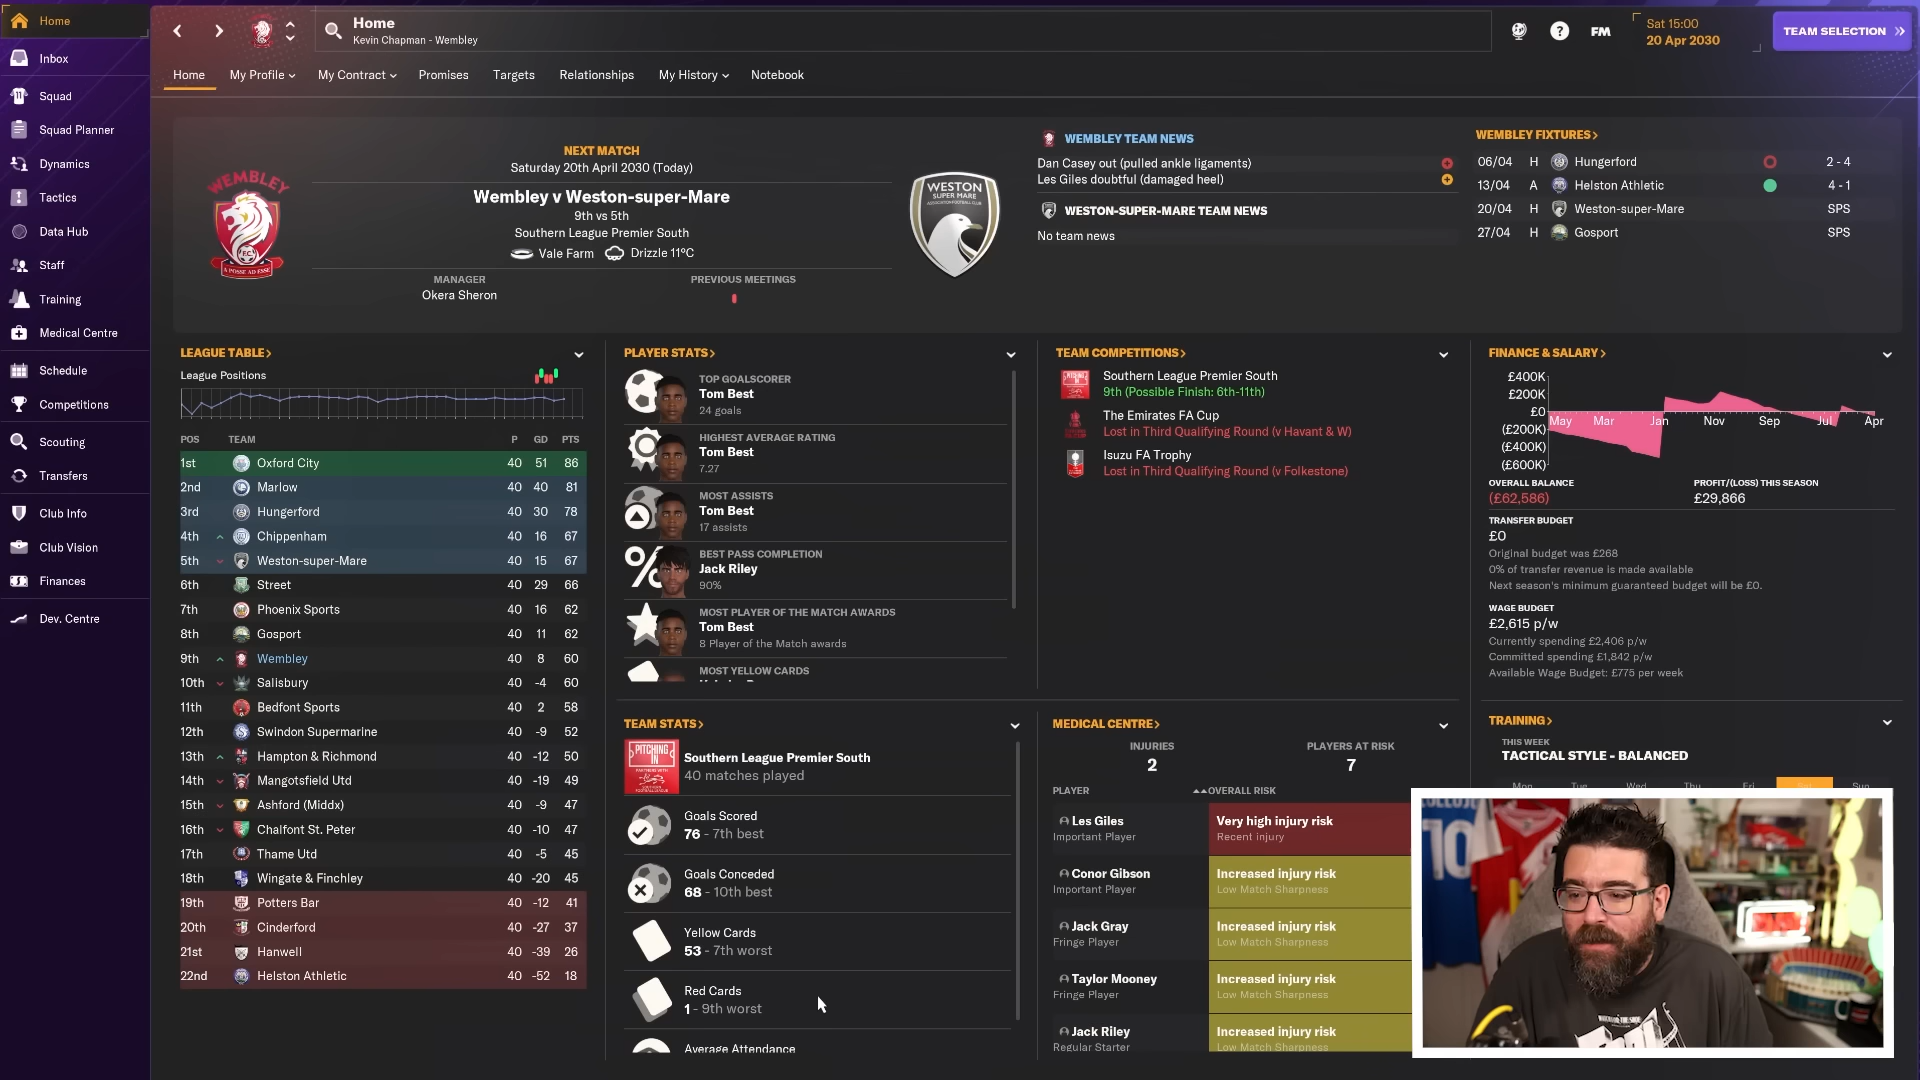 Home
Inbox
Squad
Squad Planner
Dynamics
Tactics
Data Hub
Staff
Training
Medical Centre
Schedule
Competitions
Scouting
Transfers
Club Info
Club Vision
Finances
Dev. Centre
Home
Kevin Chapman - Wembley
FM
Sat 15:00
20 Apr 2030
TEAM SELECTION
Home
My Profile
My Contract
Promises
Targets
Relationships
My History
Notebook
WEMBLEY
NEXT MATCH
Saturday 20th April 2030 (Today)
Wembley v Weston-super-Mare
9th vs 5th
Southern League Premier South
Vale Farm
Drizzle 11°C
MANAGER
Okera Sheron
PREVIOUS MEETINGS
WESTON
SUPER MARE
WEMBLEY TEAM NEWS
Dan Casey out (pulled ankle ligaments)
Les Giles doubtful (damaged heel)
WESTON-SUPER-MARE TEAM NEWS
No team news
WEMBLEY FIXTURES
06/04 H Hungerford 2 - 4
13/04 A Helston Athletic 4 - 1
20/04 H Weston-super-Mare SPS
27/04 H Gosport SPS
LEAGUE TABLE
League Positions
POS TEAM P GD PTS
1st Oxford City 40 51 86
2nd Marlow 40 40 81
3rd Hungerford 40 30 78
4th Chippenham 40 16 67
5th Weston-super-Mare 40 15 67
6th Street 40 29 66
7th Phoenix Sports 40 16 62
8th Gosport 40 11 62
9th Wembley 40 8 60
10th Salisbury 40 -4 60
11th Bedfont Sports 40 2 58
12th Swindon Supermarine 40 -9 52
13th Hampton & Richmond 40 -12 50
14th Mangotsfield Utd 40 -19 49
15th Ashford (Middx) 40 -9 47
16th Chalfont St. Peter 40 -10 47
17th Thame Utd 40 -5 45
18th Wingate & Finchley 40 -20 45
19th Potters Bar 40 -12 41
20th Cinderford 40 -27 37
21st Hanwell 40 -39 26
22nd Helston Athletic 40 -52 18
PLAYER STATS
TOP GOALSCORER
Tom Best
24 goals
HIGHEST AVERAGE RATING
Tom Best
7.27
MOST ASSISTS
Tom Best
17 assists
BEST PASS COMPLETION
Jack Riley
90%
MOST PLAYER OF THE MATCH AWARDS
Tom Best
8 Player of the Match awards
MOST YELLOW CARDS
TEAM COMPETITIONS
Southern League Premier South
9th (Possible Finish: 6th-11th)
The Emirates FA Cup
Lost in Third Qualifying Round (v Havant & W)
Isuzu FA Trophy
Lost in Third Qualifying Round (v Folkestone)
FINANCE & SALARY
£400K
£200K
£0
(£200K)
(£400K)
(£600K)
May Mar Jan Nov Sep Jul Apr
OVERALL BALANCE
(£62,586)
PROFIT/(LOSS) THIS SEASON
£29,866
TRANSFER BUDGET
£0
Original budget was £268
0% of transfer revenue is made available
Next season's minimum guaranteed budget will be £0.
WAGE BUDGET
£2,615 p/w
Currently spending £2,406 p/w
Committed spending £1,842 p/w
Available Wage Budget: £775 per week
TEAM STATS
PITCHING
IN
Southern League Premier South
40 matches played
Goals Scored
76 - 7th best
Goals Conceded
68 - 10th best
Yellow Cards
53 - 7th worst
Red Cards
1 - 9th worst
Average Attendance
MEDICAL CENTRE
INJURIES
2
PLAYERS AT RISK
7
PLAYER OVERALL RISK
Les Giles
Important Player
Very high injury risk
Recent injury
Conor Gibson
Important Player
Increased injury risk
Low Match Sharpness
Jack Gray
Fringe Player
Increased injury risk
Low Match Sharpness
Taylor Mooney
Fringe Player
Increased injury risk
Low Match Sharpness
Jack Riley
Regular Starter
Increased injury risk
Low Match Sharpness
TRAINING
THIS WEEK
TACTICAL STYLE - BALANCED
Mon Tue Wed Thu Fri Sat Sun
10